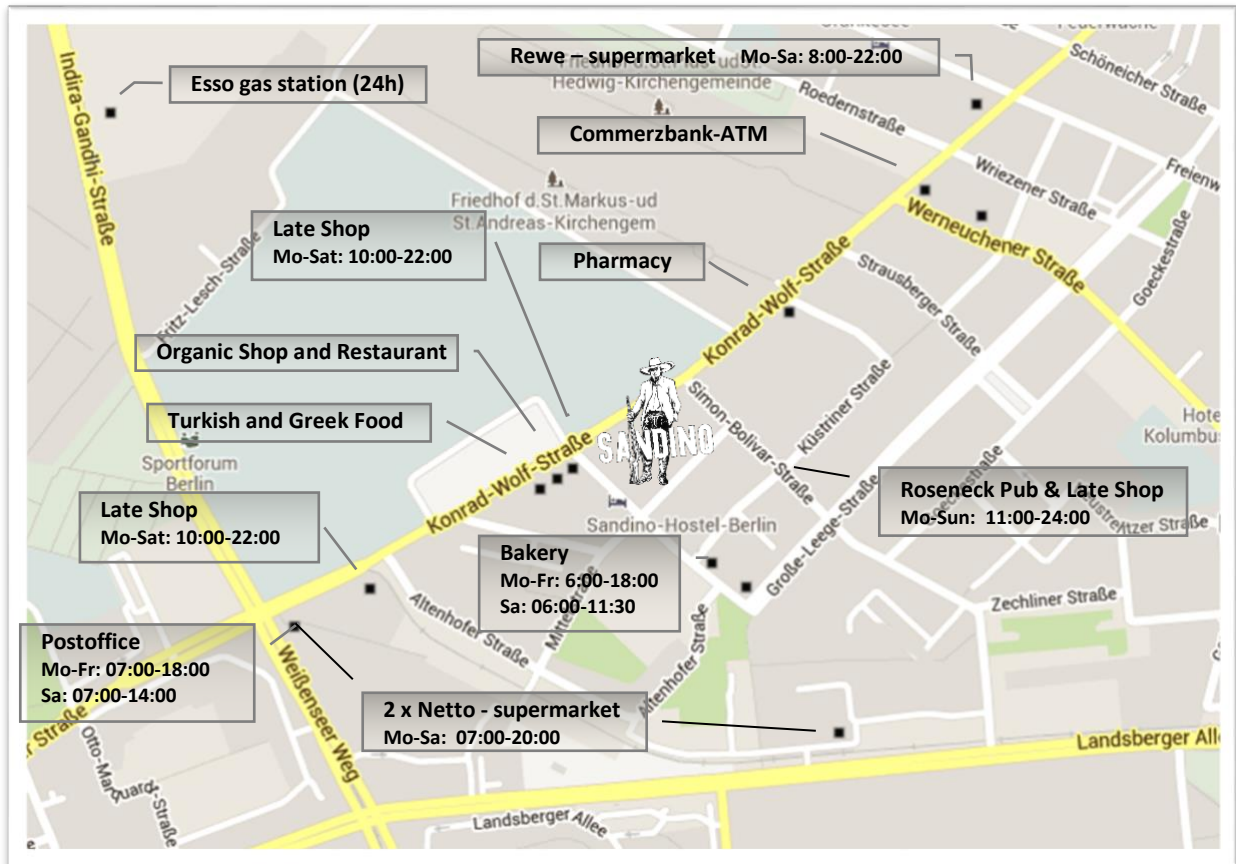 Indira-Gandhi-Straße
Esso gas station (24h)
Rewe – supermarket Mo-Sa: 8:00-22:00
Hedwig-Kirchengemeinde
Schöneicher Straße
Roedernstraße
Commerzbank-ATM
Wriezener Straße
Friedhof d.St.Markus-ud
St.Andreas-Kirchengem
Werneuchener Straße
Goeckestraße
Late Shop
Mo-Sat: 10:00-22:00
Pharmacy
Strausberger Straße
Konrad-Wolf-Straße
Fritz-Lesch-Straße
Organic Shop and Restaurant
Simon-Bolivar-Straße
Küstriner Straße
Turkish and Greek Food
SANDINO
Kolumbus
Sportforum
Berlin
Konrad-Wolf-Straße
Roseneck Pub & Late Shop
Mo-Sun: 11:00-24:00
Late Shop
Mo-Sat: 10:00-22:00
Sandino-Hostel-Berlin
Große-Leege-Straße
Bakery
Mo-Fr: 6:00-18:00
Sa: 06:00-11:30
Altenhofer Straße
Zechliner Straße
Altenhofer Straße
Postoffice
Mo-Fr: 07:00-18:00
Sa: 07:00-14:00
Weißenseer Weg
2 x Netto - supermarket
Mo-Sa: 07:00-20:00
Landsberger Alle
Landsberger Allee